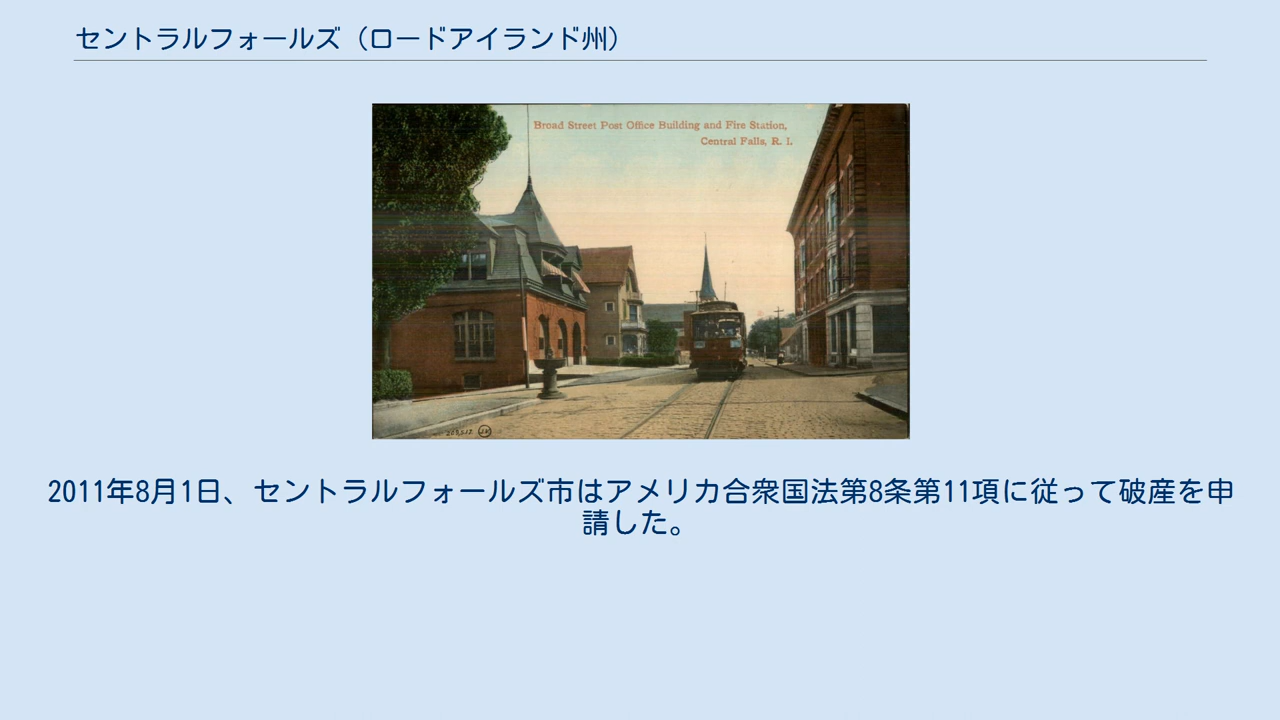 セントラルフォールズ（ロードアイランド州）
Broad Street Post Office Building and Fire Station,
Central Falls, R. I.
2011年8月1日、セントラルフォールズ市はアメリカ合衆国法第8条第11項に従って破産を申
請した。